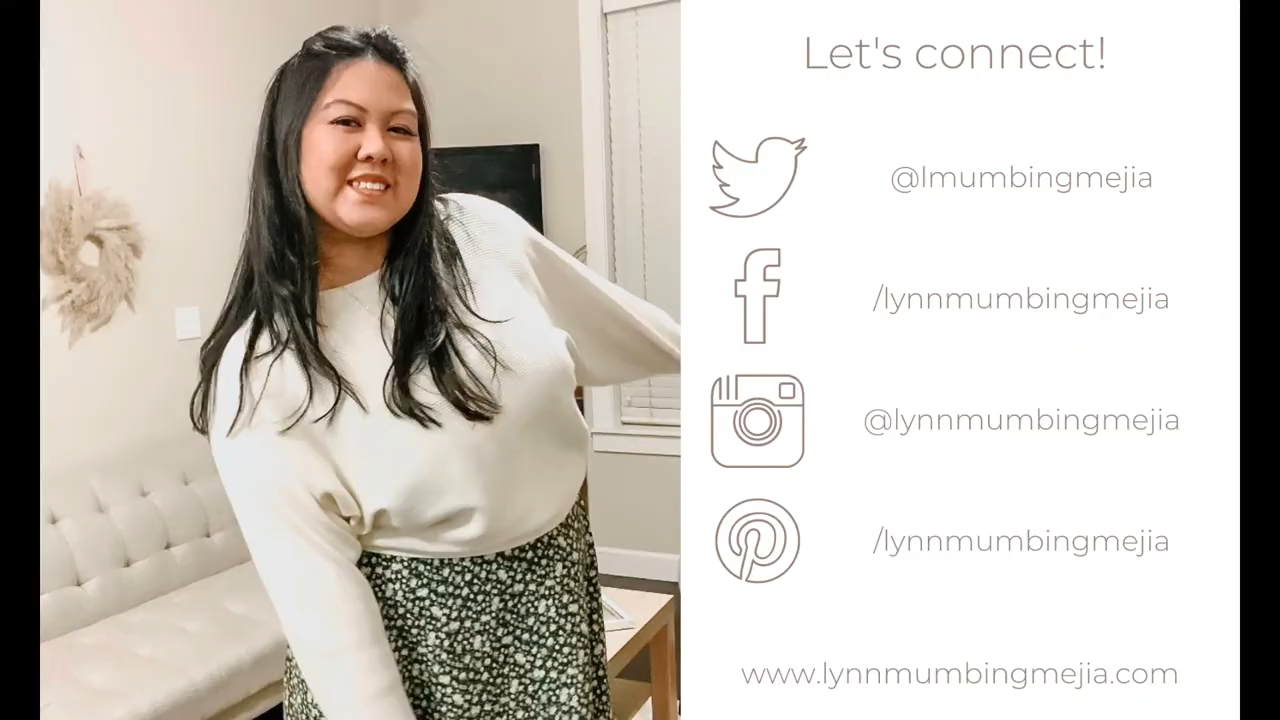 Let's connect!
@lmumbingmejia
/lynnmumbingmejia
@lynnmumbingmejia
/lynnmumbingmejia
www.lynnmumbingmejia.com